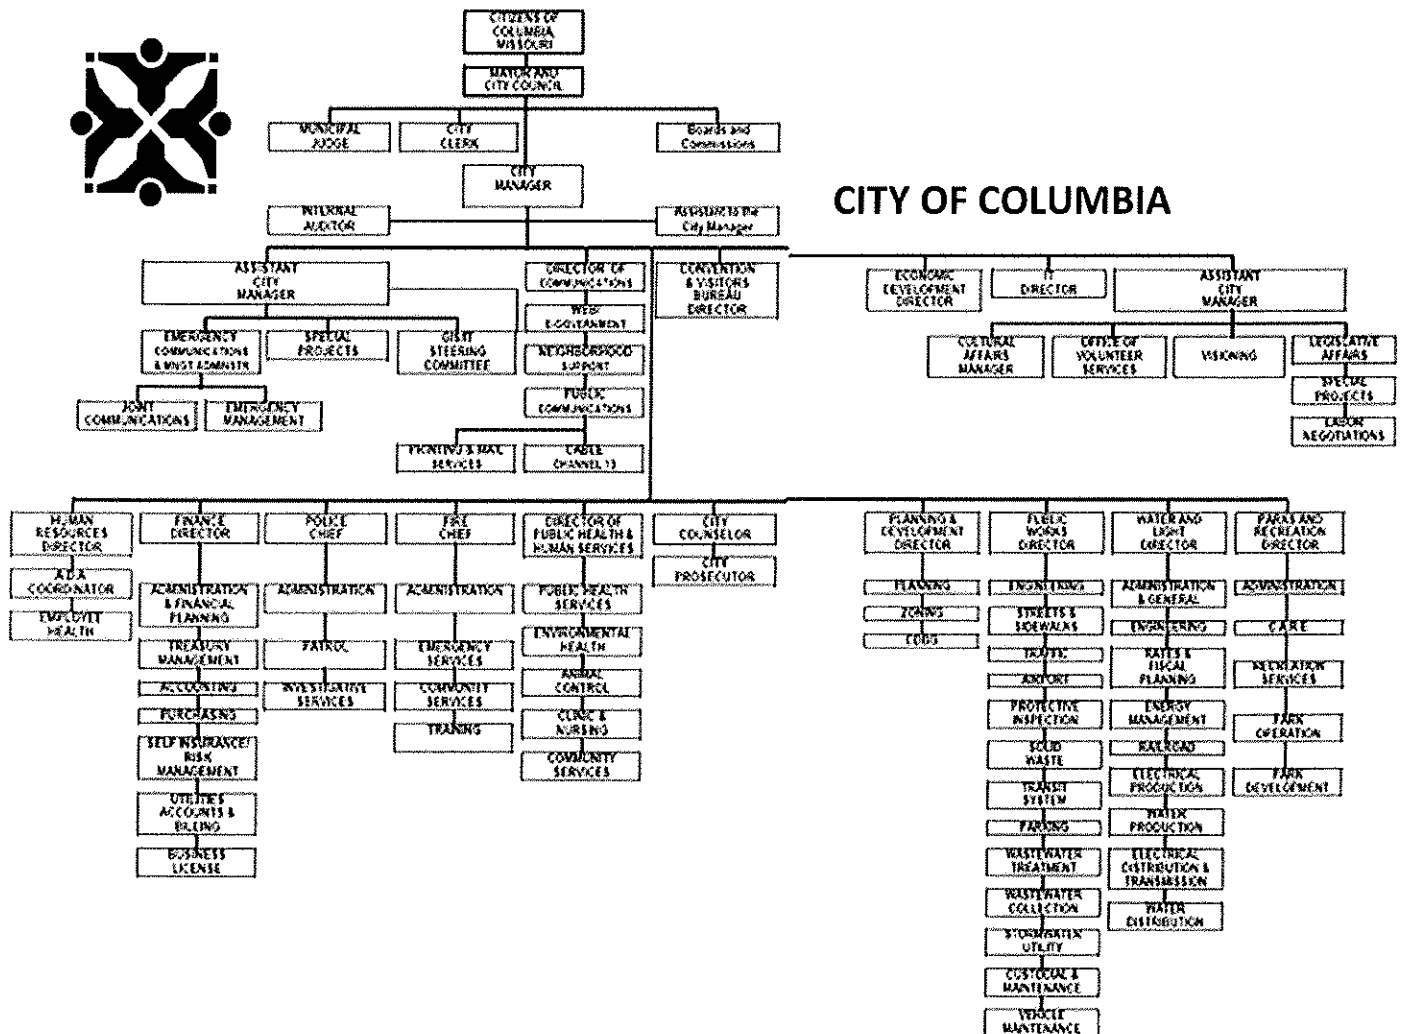 CITIZENS OF
COLUMBIA,
MISSOURI
MAYOR AND
CITY COUNCIL
MUNICIPAL
JUDGE
CITY
CLERK
Boards and
Commissions
CITY
MANAGER
CITY OF COLUMBIA
INTERNAL
AUDITOR
Assistant to the
City Manager
ASSISTANT
CITY
MANAGER
DIRECTOR OF
COMMUNICATIONS
CONVENTION
& VISITORS
BUREAU
DIRECTOR
ECONOMIC
DEVELOPMENT
DIRECTOR
IT
DIRECTOR
ASSISTANT
CITY
MANAGER
EMERGENCY
COMMUNICATIONS
& MNGT ADMINSTR
SPECIAL
PROJECTS
GIS/IT
STEERING
COMMITTEE
WEB/
E-GOVERNMENT
NEIGHBORHOOD
SUPPORT
PUBLIC
COMMUNICATIONS
CULTURAL
AFFAIRS
MANAGER
OFFICE OF
VOLUNTEER
SERVICES
VISIONING
LEGISLATIVE
AFFAIRS
SPECIAL
PROJECTS
LABOR
NEGOTIATIONS
JOINT
COMMUNICATIONS
EMERGENCY
MANAGEMENT
PRINTING & MAIL
SERVICES
CABLE
CHANNEL 13
HUMAN
RESOURCES
DIRECTOR
A.D.A.
COORDINATOR
EMPLOYEE
HEALTH
FINANCE
DIRECTOR
ADMINISTRATION
& FINANCIAL
PLANNING
TREASURY
MANAGEMENT
ACCOUNTING
PURCHASING
SELF INSURANCE/
RISK
MANAGEMENT
UTILITIES
ACCOUNTS &
BILLING
BUSINESS
LICENSE
POLICE
CHIEF
ADMINISTRATION
PATROL
INVESTIGATIVE
SERVICES
FIRE
CHIEF
ADMINISTRATION
EMERGENCY
SERVICES
COMMUNITY
SERVICES
TRAINING
DIRECTOR OF
PUBLIC HEALTH &
HUMAN SERVICES
PUBLIC HEALTH
SERVICES
ENVIRONMENTAL
HEALTH
ANIMAL
CONTROL
CLINIC &
NURSING
COMMUNITY
SERVICES
CITY
COUNSELOR
CITY
PROSECUTOR
PLANNING &
DEVELOPMENT
DIRECTOR
PLANNING
ZONING
CDBG
PUBLIC
WORKS
DIRECTOR
ENGINEERING
STREETS &
SIDEWALKS
TRAFFIC
AIRPORT
PROTECTIVE
INSPECTION
SOLID
WASTE
TRANSIT
SYSTEM
PARKING
WASTEWATER
TREATMENT
WASTEWATER
COLLECTION
STORMWATER
UTILITY
CUSTODIAL &
MAINTENANCE
VEHICLE
MAINTENANCE
WATER AND
LIGHT
DIRECTOR
ADMINISTRATION
& GENERAL
ENGINEERING
RATES &
FISCAL
PLANNING
ENERGY
MANAGEMENT
RAILROAD
ELECTRICAL
PRODUCTION
WATER
PRODUCTION
ELECTRICAL
DISTRIBUTION &
TRANSMISSION
WATER
DISTRIBUTION
PARKS AND
RECREATION
DIRECTOR
ADMINISTRATION
C.A.R.E.
RECREATION
SERVICES
PARK
OPERATION
PARK
DEVELOPMENT